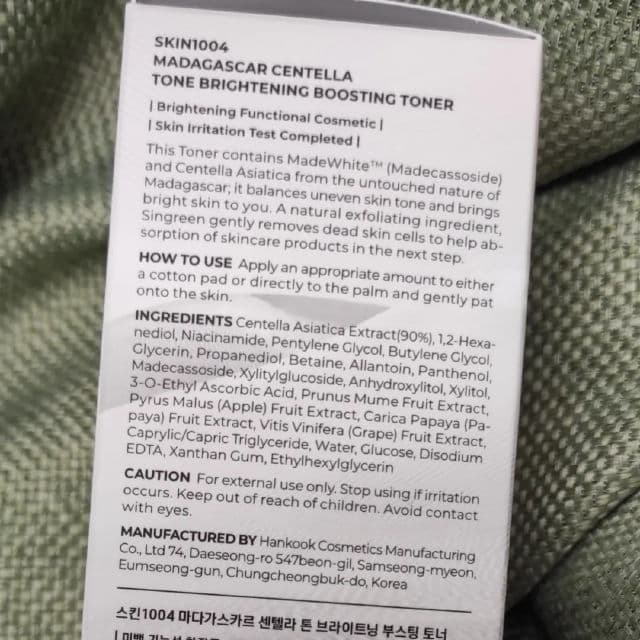 SKIN1004
MADAGASCAR CENTELLA
TONE BRIGHTENING BOOSTING TONER
| Brightening Functional Cosmetic |
| Skin Irritation Test Completed |
This Toner contains MadeWhite™ (Madecassoside)
and Centella Asiatica from the untouched nature of
Madagascar; it balances uneven skin tone and brings
bright skin to you. A natural exfoliating ingredient,
Singreen gently removes dead skin cells to help ab-
sorption of skincare products in the next step.
HOW TO USE Apply an appropriate amount to either
a cotton pad or directly to the palm and gently pat
onto the skin.
INGREDIENTS Centella Asiatica Extract(90%), 1,2-Hexa-
nediol, Niacinamide, Pentylene Glycol, Butylene Glycol,
Glycerin, Propanediol, Betaine, Allantoin, Panthenol,
Madecassoside, Xylitylglucoside, Anhydroxylitol, Xylitol,
3-O-Ethyl Ascorbic Acid, Prunus Mume Fruit Extract,
Pyrus Malus (Apple) Fruit Extract, Carica Papaya (Pa-
paya) Fruit Extract, Vitis Vinifera (Grape) Fruit Extract,
Caprylic/Capric Triglyceride, Water, Glucose, Disodium
EDTA, Xanthan Gum, Ethylhexylglycerin
CAUTION For external use only. Stop using if irritation
occurs. Keep out of reach of children. Avoid contact
with eyes.
MANUFACTURED BY Hankook Cosmetics Manufacturing
Co., Ltd 74, Daeseong-ro 547beon-gil, Samseong-myeon,
Eumseong-gun, Chungcheongbuk-do, Korea
스킨1004 마다가스카르 센텔라 톤 브라이트닝 부스팅 토너